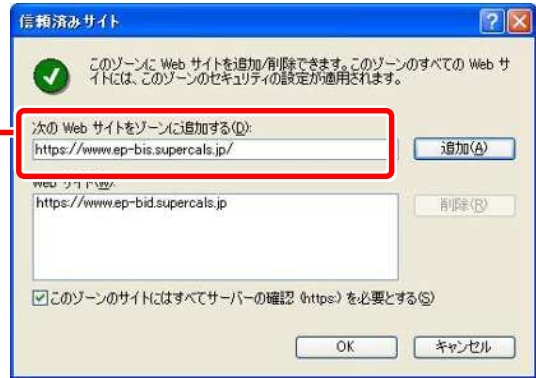 信頼済みサイト
このゾーンに Web サイトを追加/削除できます。このゾーンのすべての Web サ
イトには、このゾーンのセキュリティの設定が適用されます。
次の Web サイトをゾーンに追加する(D):
https://www.ep-bis.supercals.jp/
追加(A)
Web サイト(W):
https://www.ep-bid.supercals.jp
削除(R)
このゾーンのサイトにはすべてサーバーの確認 (https:) を必要とする(S)
OK
キャンセル